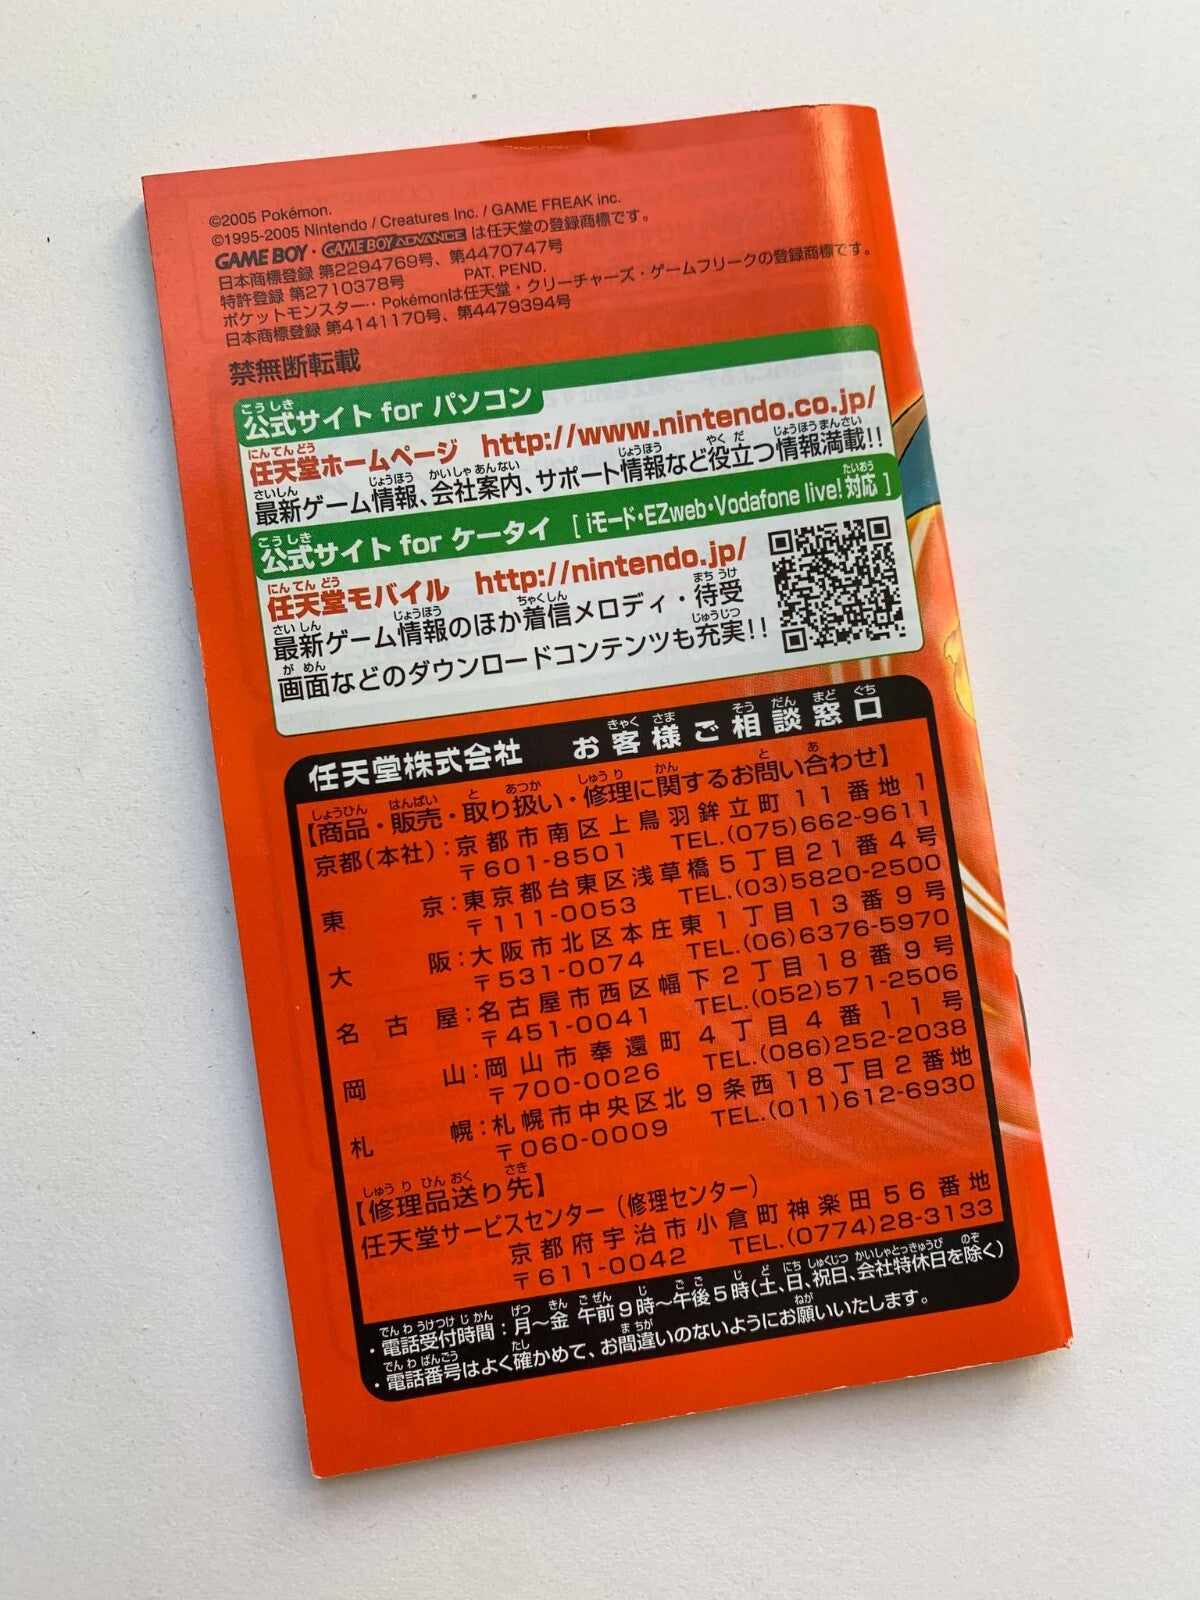 ©2005 Pokémon.
©1995-2005 Nintendo / Creatures Inc. / GAME FREAK inc.
GAME BOY・GAME BOY ADVANCE は任天堂の登録商標です。
日本商標登録 第2294769号、第4470747号
特許登録 第2710378号 PAT. PEND.
ポケットモンスター・Pokémonは任天堂・クリーチャーズ・ゲームフリークの登録商標です。
日本商標登録 第4141170号、第4479394号
禁無断転載
公式サイト for パソコン
任天堂ホームページ http://www.nintendo.co.jp/
最新ゲーム情報、会社案内、サポート情報など役立つ情報満載!!
公式サイト for ケータイ [ iモード・EZweb・Vodafone live! 対応 ]
任天堂モバイル http://nintendo.jp/
最新ゲーム情報のほか着信メロディ・待受
画面などのダウンロードコンテンツも充実!!
任天堂株式会社 お客様ご相談窓口
【商品・販売・取り扱い・修理に関するお問い合わせ】
京都(本社):京都市南区上鳥羽鉾立町11番地1
〒601-8501 TEL.(075)662-9611
東京:東京都台東区浅草橋5丁目21番4号
〒111-0053 TEL.(03)5820-2500
大阪:大阪市北区本庄東1丁目13番9号
〒531-0074 TEL.(06)6376-5970
名古屋:名古屋市西区幅下2丁目18番9号
〒451-0041 TEL.(052)571-2506
岡山:岡山市奉還町4丁目4番11号
〒700-0026 TEL.(086)252-2038
札幌:札幌市中央区北9条西18丁目2番地
〒060-0009 TEL.(011)612-6930
【修理品送り先】
任天堂サービスセンター(修理センター)
京都府宇治市小倉町神楽田56番地
〒611-0042 TEL.(0774)28-3133
・電話受付時間:月～金 午前9時～午後5時(土、日、祝日、会社特休日を除く)
・電話番号はよく確かめて、お間違いのないようにお願いいたします。